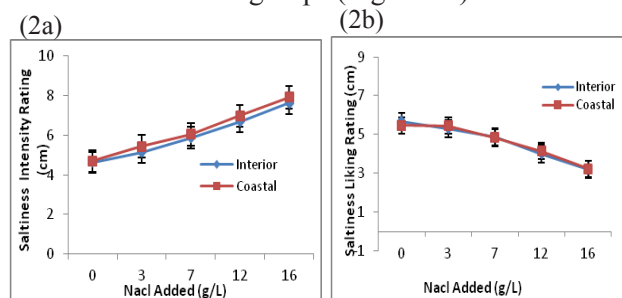 (2a)
(2b)
10
8
6
4
2
0
Saltiness Intensity Rating
(cm)
Interior
Coastal
0 3 7 12 16
Nacl Added (g/L)
9
7
5
3
1
-1
Saltiness Liking Rating (cm)
Interior
Coastal
0 3 7 12 16
Nacl Added (g/L)